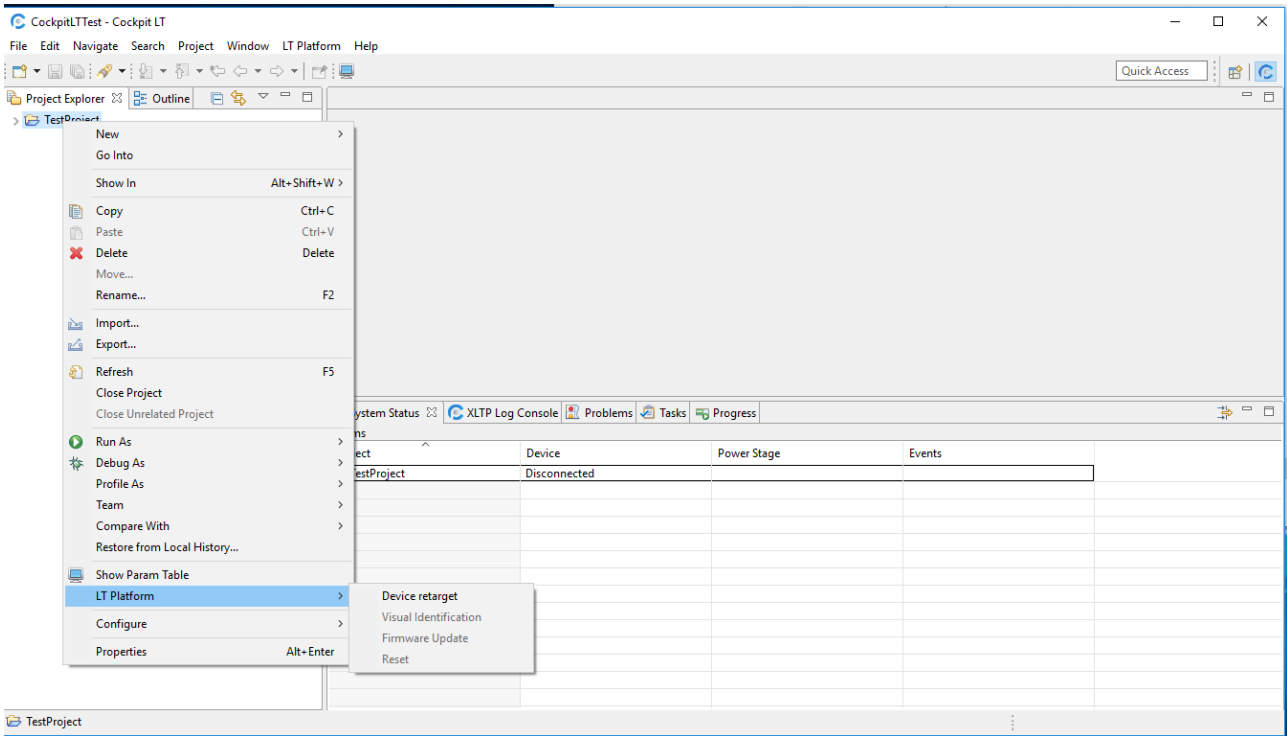 CockpitLTTest - Cockpit LT
File Edit Navigate Search Project Window LT Platform Help
Quick Access
Project Explorer Outline
TestProject
New
Go Into
Show In Alt+Shift+W
Copy Ctrl+C
Paste Ctrl+V
Delete Delete
Move...
Rename... F2
Import...
Export...
Refresh F5
Close Project
Close Unrelated Project
Run As
Debug As
Profile As
Team
Compare With
Restore from Local History...
Show Param Table
LT Platform
Configure
Properties Alt+Enter
Device retarget
Visual Identification
Firmware Update
Reset
ystem Status XLTP Log Console Problems Tasks Progress
ms
ect Device Power Stage Events
TestProject Disconnected
TestProject